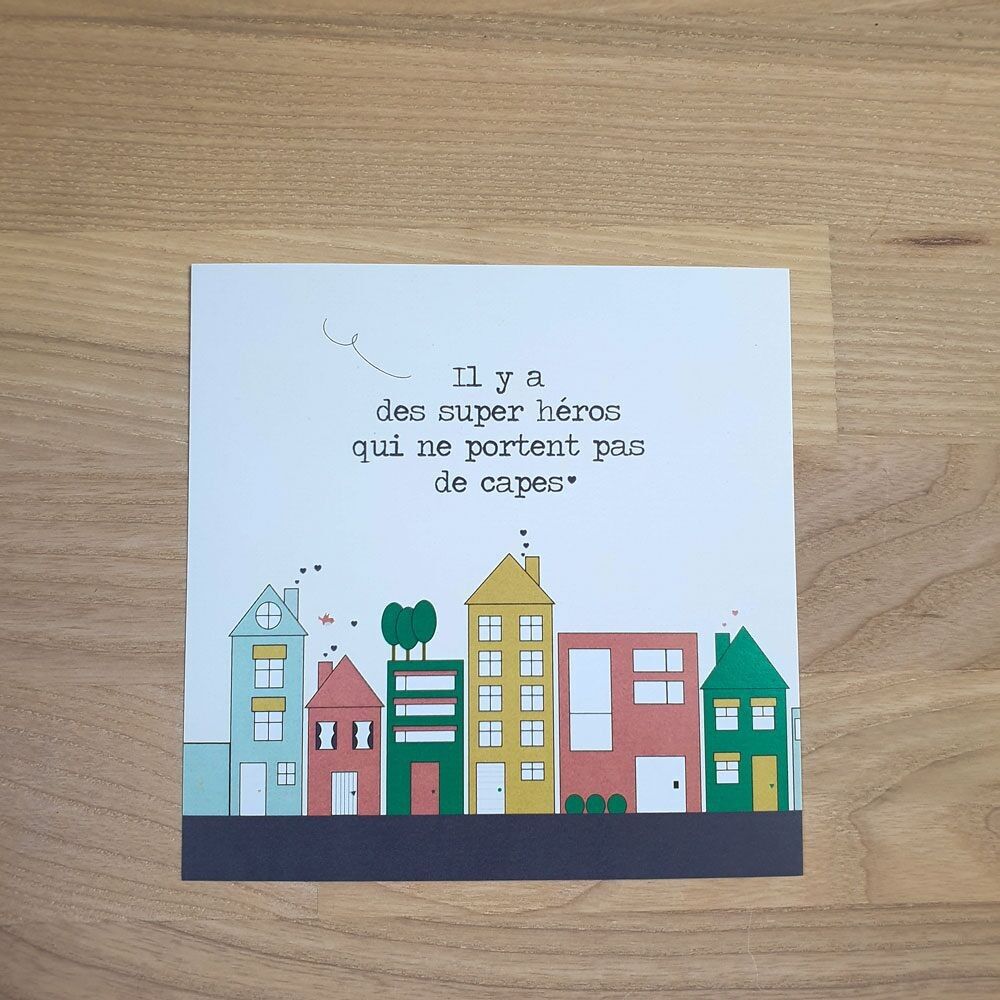 Il y a
des super héros
qui ne portent pas
de capes♥